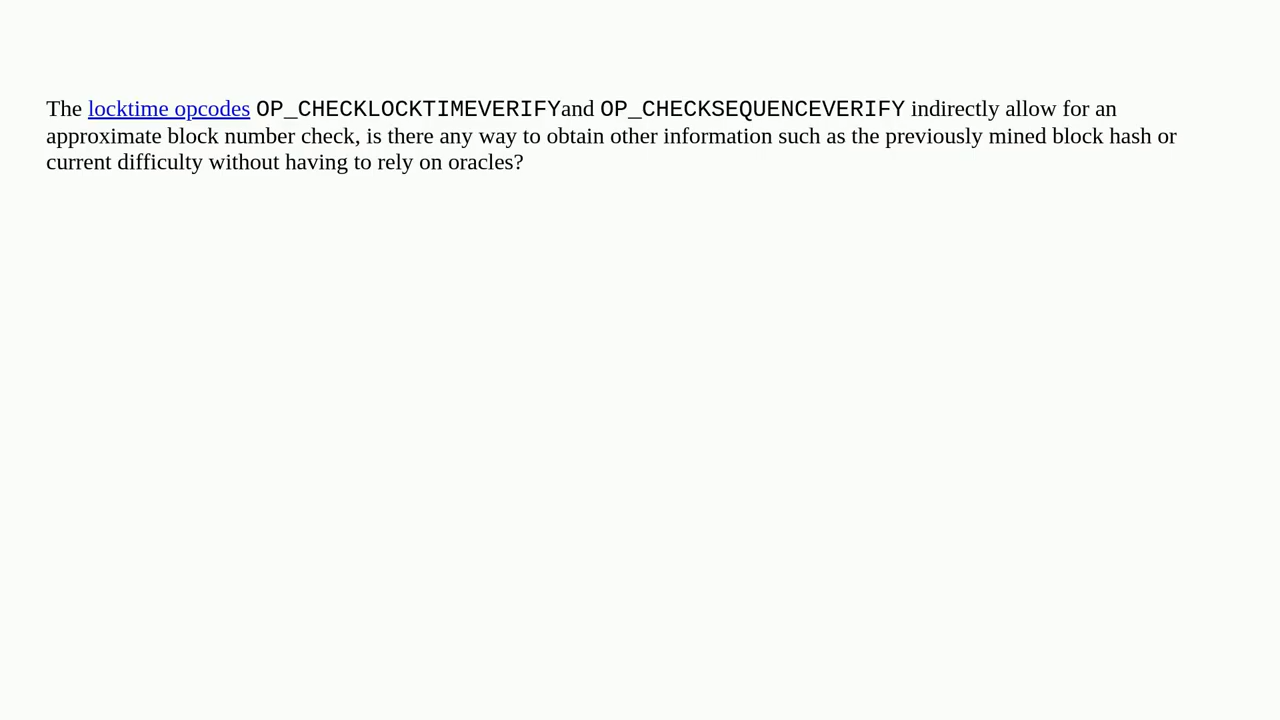 The locktime opcodes OP_CHECKLOCKTIMEVERIFYand OP_CHECKSEQUENCEVERIFY indirectly allow for an
approximate block number check, is there any way to obtain other information such as the previously mined block hash or
current difficulty without having to rely on oracles?